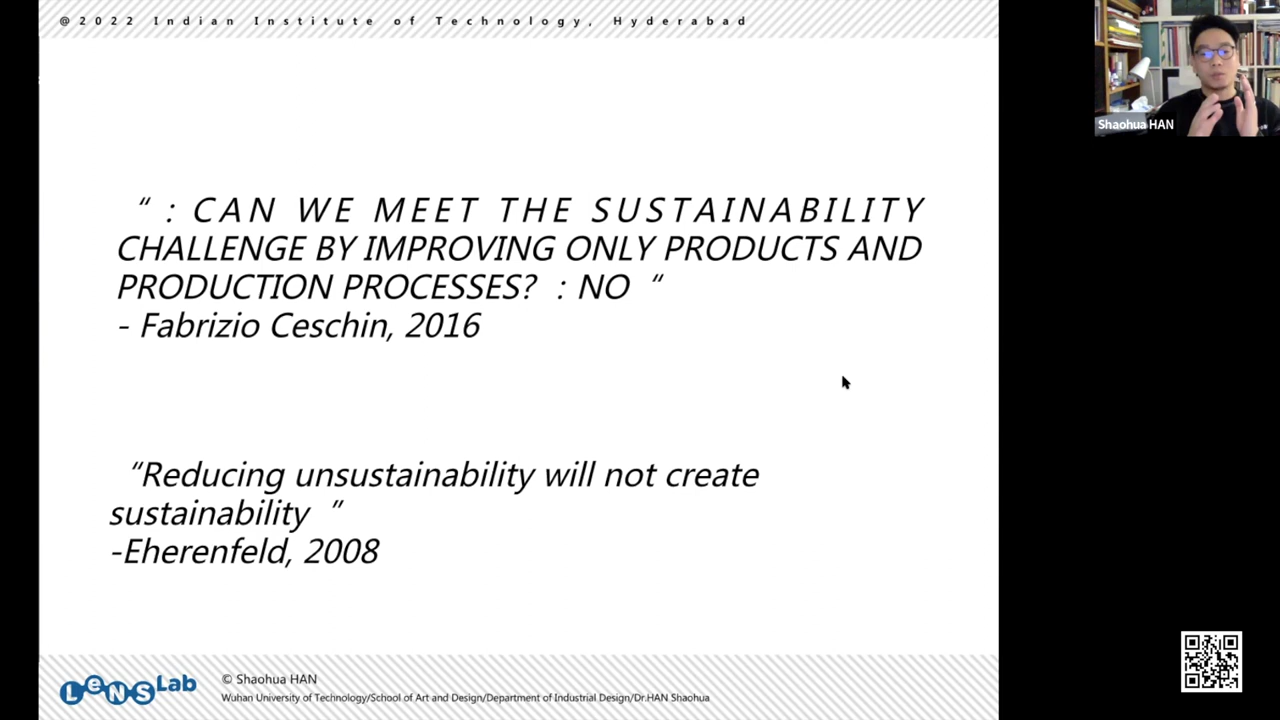 @2022 Indian Institute of Technology, Hyderabad
Shaohua HAN
“ : CAN WE MEET THE SUSTAINABILITY
CHALLENGE BY IMPROVING ONLY PRODUCTS AND
PRODUCTION PROCESSES? : NO “
- Fabrizio Ceschin, 2016
“Reducing unsustainability will not create
sustainability ”
-Eherenfeld, 2008
LeNS Lab
© Shaohua HAN
Wuhan University of Technology/School of Art and Design/Department of Industrial Design/Dr.HAN Shaohua